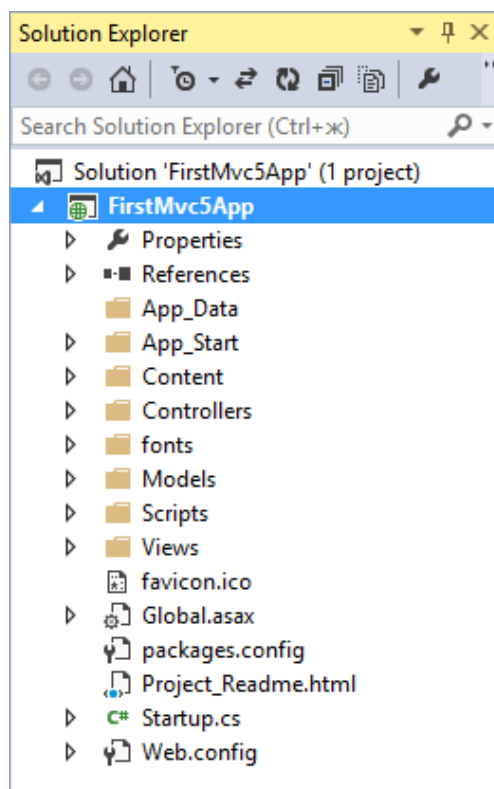 Solution Explorer
Search Solution Explorer (Ctrl+ж)
Solution 'FirstMvc5App' (1 project)
FirstMvc5App
Properties
References
App_Data
App_Start
Content
Controllers
fonts
Models
Scripts
Views
favicon.ico
Global.asax
packages.config
Project_Readme.html
C# Startup.cs
Web.config